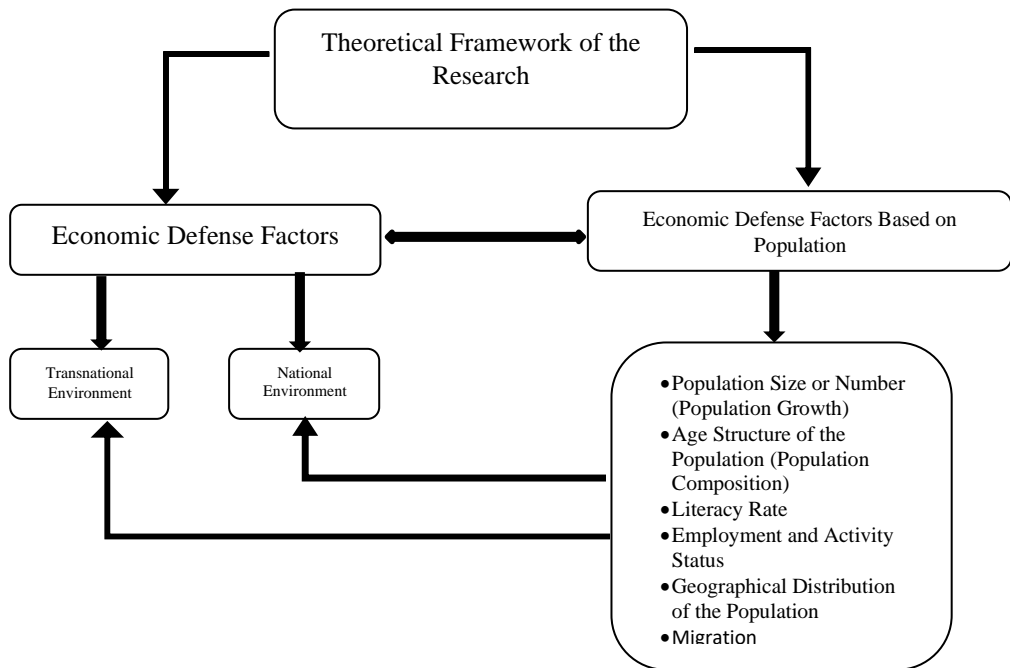 Theoretical Framework of the
Research
Economic Defense Factors
Economic Defense Factors Based on
Population
Transnational
Environment
National
Environment
•Population Size or Number
(Population Growth)
•Age Structure of the
Population (Population
Composition)
•Literacy Rate
•Employment and Activity
Status
•Geographical Distribution
of the Population
•Migration